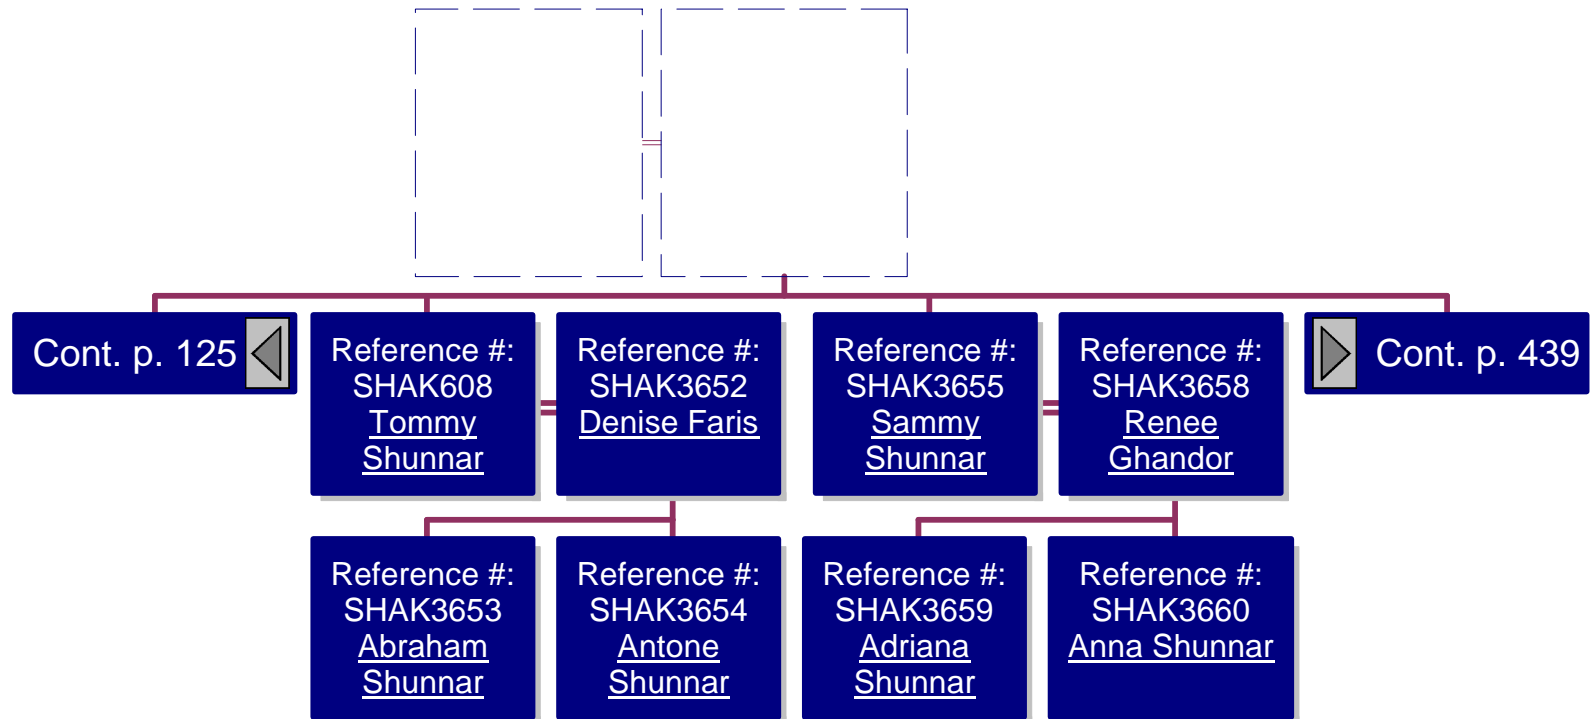 Cont. p. 125
Reference #:
SHAK608
Tommy
Shunnar
Reference #:
SHAK3652
Denise Faris
Reference #:
SHAK3655
Sammy
Shunnar
Reference #:
SHAK3658
Renee
Ghandor
Cont. p. 439
Reference #:
SHAK3653
Abraham
Shunnar
Reference #:
SHAK3654
Antone
Shunnar
Reference #:
SHAK3659
Adriana
Shunnar
Reference #:
SHAK3660
Anna Shunnar